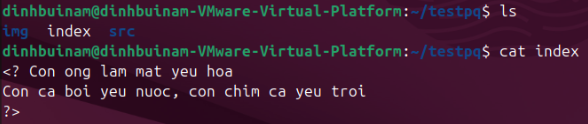 dinhbuinam@dinhbuinam-VMware-Virtual-Platform:~/testpq$ ls
img  index  src
dinhbuinam@dinhbuinam-VMware-Virtual-Platform:~/testpq$ cat index
<? Con ong lam mat yeu hoa
Con ca boi yeu nuoc, con chim ca yeu troi
?>